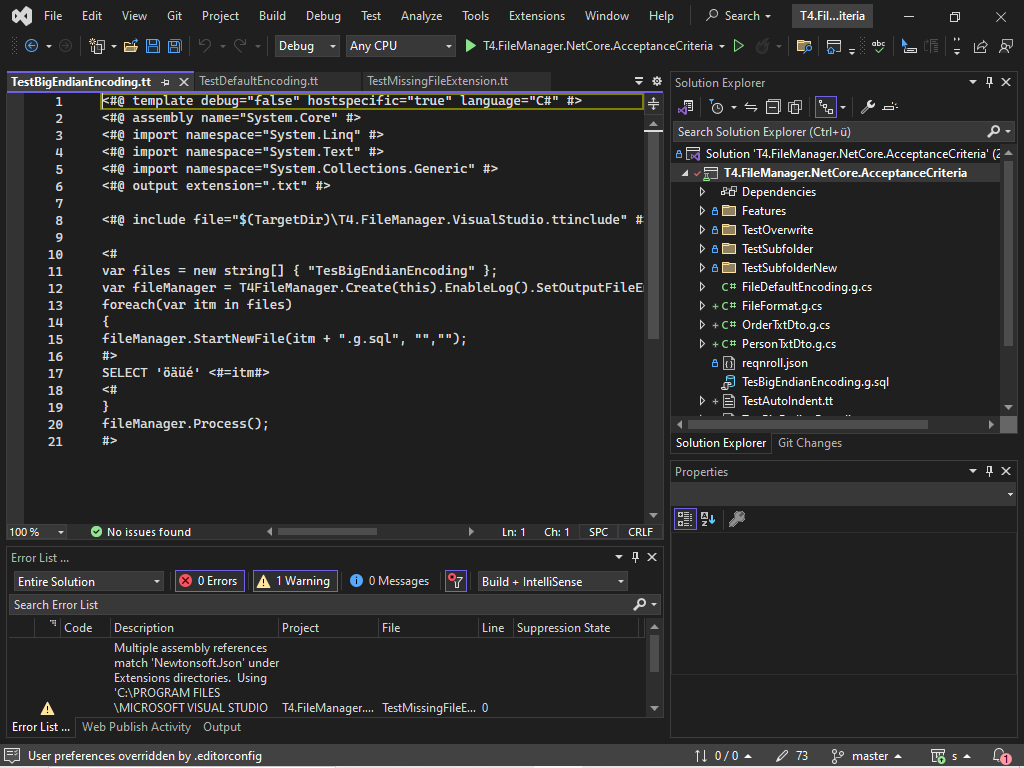 File Edit View Git Project Build Debug Test Analyze Tools Extensions Window Help Search T4.Fil...iteria
Debug Any CPU T4.FileManager.NetCore.AcceptanceCriteria
TestBigEndianEncoding.tt TestDefaultEncoding.tt TestMissingFileExtension.tt
1 <#@ template debug="false" hostspecific="true" language="C#" #>
2 <#@ assembly name="System.Core" #>
3 <#@ import namespace="System.Linq" #>
4 <#@ import namespace="System.Text" #>
5 <#@ import namespace="System.Collections.Generic" #>
6 <#@ output extension=".txt" #>
7
8 <#@ include file="$(TargetDir)\T4.FileManager.VisualStudio.ttinclude" #
9
10 <#
11 var files = new string[] { "TesBigEndianEncoding" };
12 var fileManager = T4FileManager.Create(this).EnableLog().SetOutputFileE
13 foreach(var itm in files)
14 {
15 fileManager.StartNewFile(itm + ".g.sql", "","");
16 #>
17 SELECT 'öäüé' <#=itm#>
18 <#
19 }
20 fileManager.Process();
21 #>
100 % No issues found Ln: 1 Ch: 1 SPC CRLF
Error List ...
Entire Solution 0 Errors 1 Warning 0 Messages Build + IntelliSense
Search Error List
Code Description Project File Line Suppression State
Multiple assembly references
match 'NewtonsoftJson' under
Extensions directories. Using
'C:\PROGRAM FILES
\MICROSOFT VISUAL STUDIO T4.FileManager.... TestMissingFileE... 0
Error List ... Web Publish Activity Output
Solution Explorer
Search Solution Explorer (Ctrl+ü)
Solution 'T4.FileManager.NetCore.AcceptanceCriteria' (2
T4.FileManager.NetCore.AcceptanceCriteria
Dependencies
Features
TestOverwrite
TestSubfolder
TestSubfolderNew
C# FileDefaultEncoding.g.cs
C# FileFormat.g.cs
C# OrderTxtDto.g.cs
C# PersonTxtDto.g.cs
reqnroll.json
TesBigEndianEncoding.g.sql
TestAutoIndent.tt
Solution Explorer Git Changes
Properties
User preferences overridden by .editorconfig 0 / 0 73 master s 1